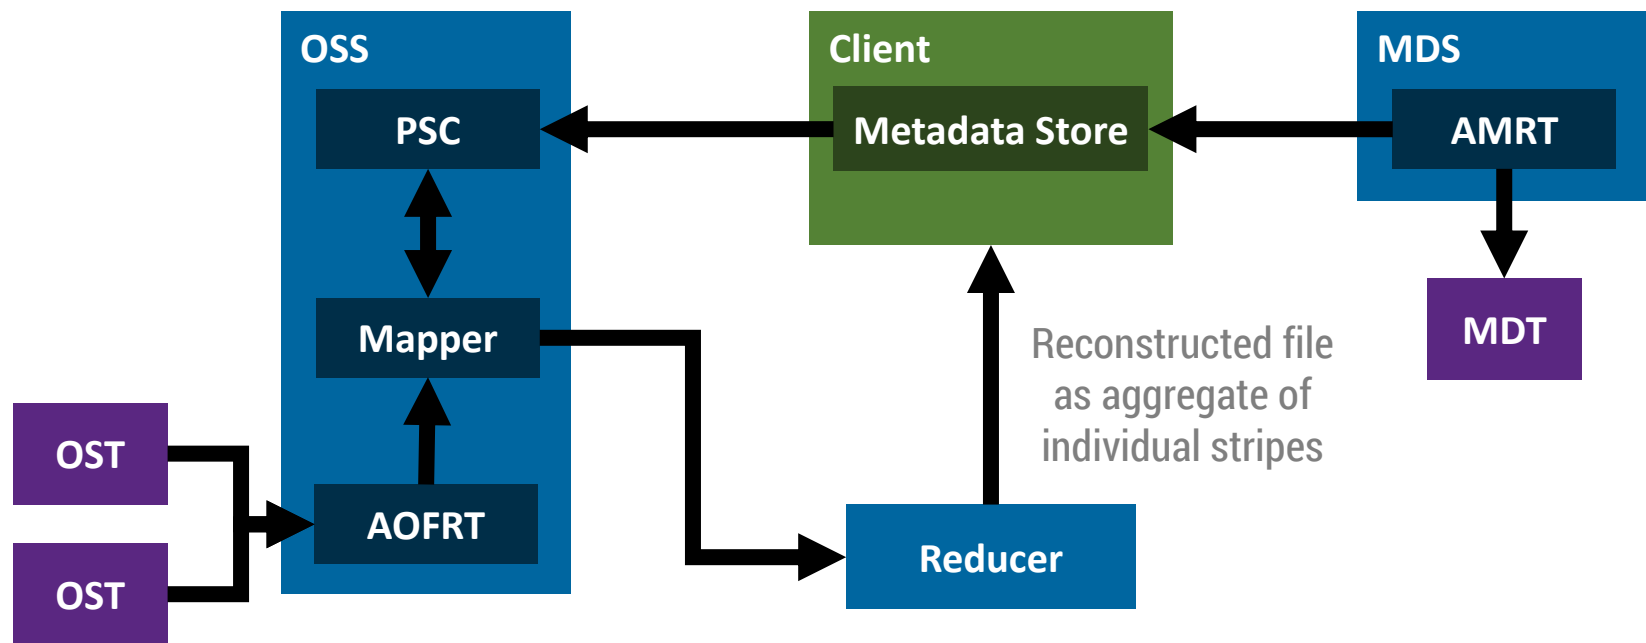 OSS
Client
MDS
PSC
Metadata Store
AMRT
Mapper
Reconstructed file
as aggregate of
individual stripes
MDT
OST
AOFRT
OST
Reducer